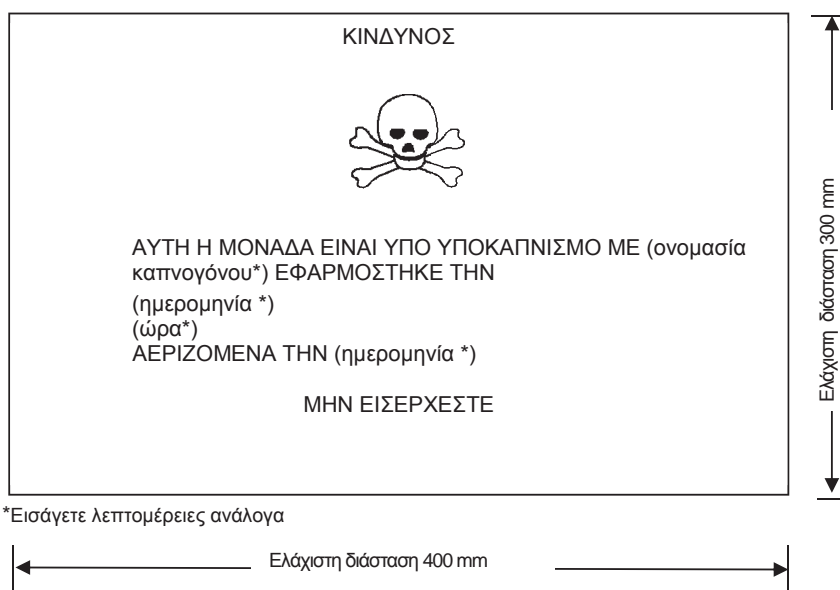 ΚΙΝΔΥΝΟΣ
ΑΥΤΗ Η ΜΟΝΑΔΑ ΕΙΝΑΙ ΥΠΟ ΥΠΟΚΑΠΝΙΣΜΟ ΜΕ (ονομασία
καπνογόνου*) ΕΦΑΡΜΟΣΤΗΚΕ ΤΗΝ
(ημερομηνία *)
(ώρα*)
ΑΕΡΙΖΟΜΕΝΑ ΤΗΝ (ημερομηνία *)
ΜΗΝ ΕΙΣΕΡΧΕΣΤΕ
Ελάχιστη διάσταση 300 mm
*Εισάγετε λεπτομέρειες ανάλογα
Ελάχιστη διάσταση 400 mm